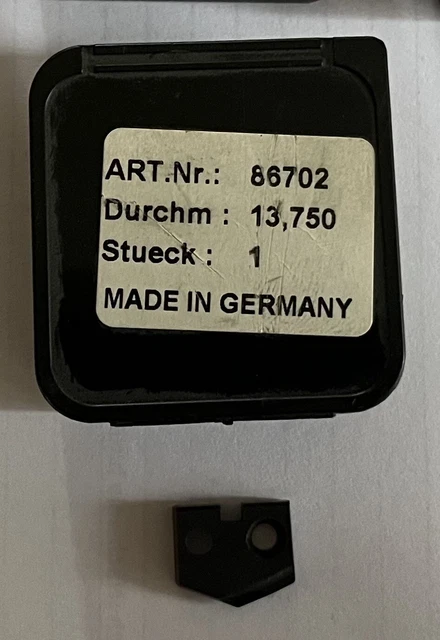 ART.Nr.: 86702
Durchm : 13,750
Stueck : 1
MADE IN GERMANY